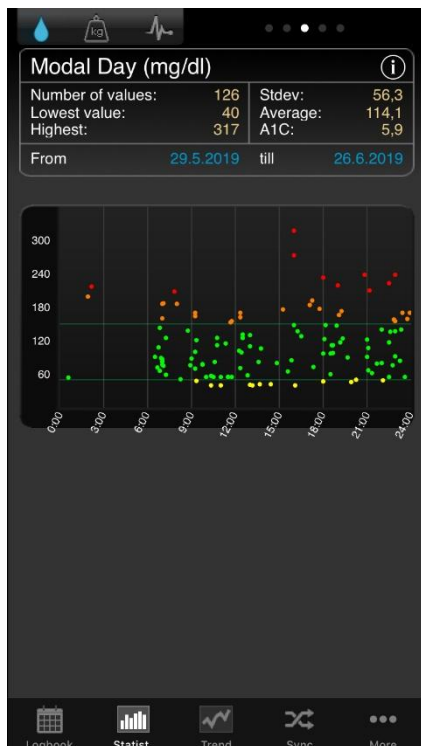 kg
Modal Day (mg/dl)
Number of values: 126 Stdev: 56,3
Lowest value: 40 Average: 114,1
Highest: 317 A1C: 5,9
From 29.5.2019 till 26.6.2019
300
240
180
120
60
0:00 3:00 6:00 9:00 12:00 15:00 18:00 21:00 24:00
Logbook Statist. Trend Sync More